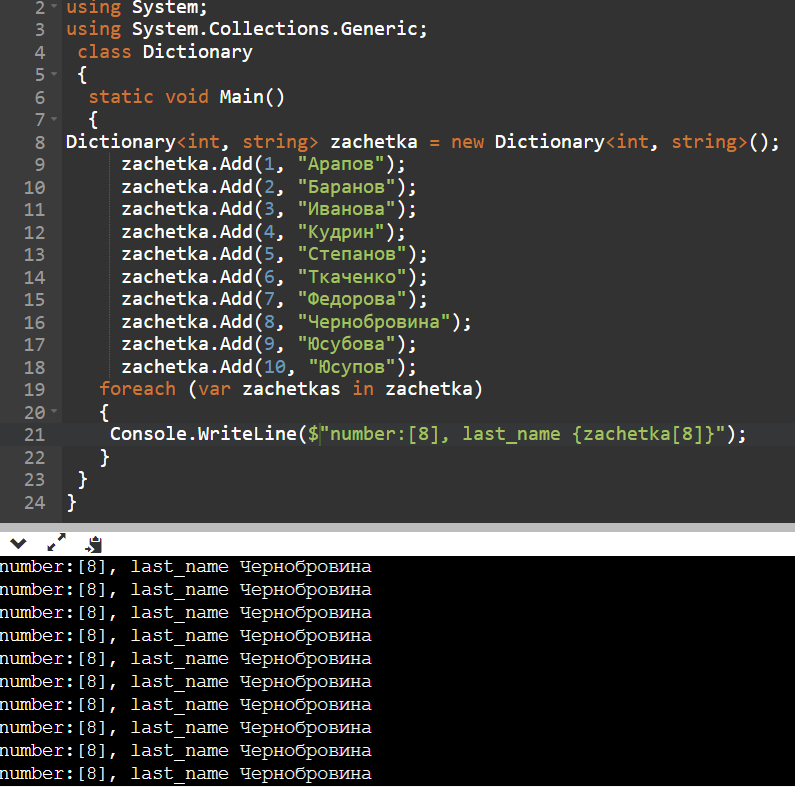 2 using System;
3 using System.Collections.Generic;
4 class Dictionary
5 {
6 static void Main()
7 {
8 Dictionary<int, string> zachetka = new Dictionary<int, string>();
9 zachetka.Add(1, "Арапов");
10 zachetka.Add(2, "Баранов");
11 zachetka.Add(3, "Иванова");
12 zachetka.Add(4, "Кудрин");
13 zachetka.Add(5, "Степанов");
14 zachetka.Add(6, "Ткаченко");
15 zachetka.Add(7, "Федорова");
16 zachetka.Add(8, "Чернобровина");
17 zachetka.Add(9, "Юсубова");
18 zachetka.Add(10, "Юсупов");
19 foreach (var zachetkas in zachetka)
20 {
21 Console.WriteLine($"number:[8], last_name {zachetka[8]}");
22 }
23 }
24 }
number:[8], last_name Чернобровина
number:[8], last_name Чернобровина
number:[8], last_name Чернобровина
number:[8], last_name Чернобровина
number:[8], last_name Чернобровина
number:[8], last_name Чернобровина
number:[8], last_name Чернобровина
number:[8], last_name Чернобровина
number:[8], last_name Чернобровина
number:[8], last_name Чернобровина